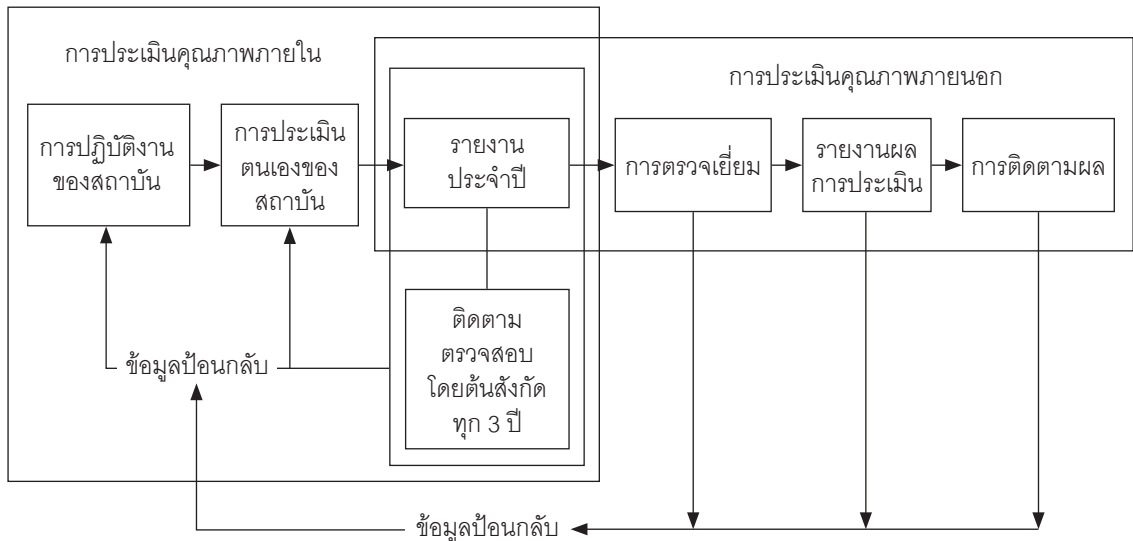 การประเมินคุณภาพภายใน
การประเมินคุณภาพภายนอก
การปฏิบัติงาน
ของสถาบัน
การประเมิน
ตนเองของ
สถาบัน
รายงาน
ประจำปี
การตรวจเยี่ยม
รายงานผล
การประเมิน
การติดตามผล
ติดตาม
ตรวจสอบ
โดยต้นสังกัด
ทุก 3 ปี
ข้อมูลป้อนกลับ
ข้อมูลป้อนกลับ